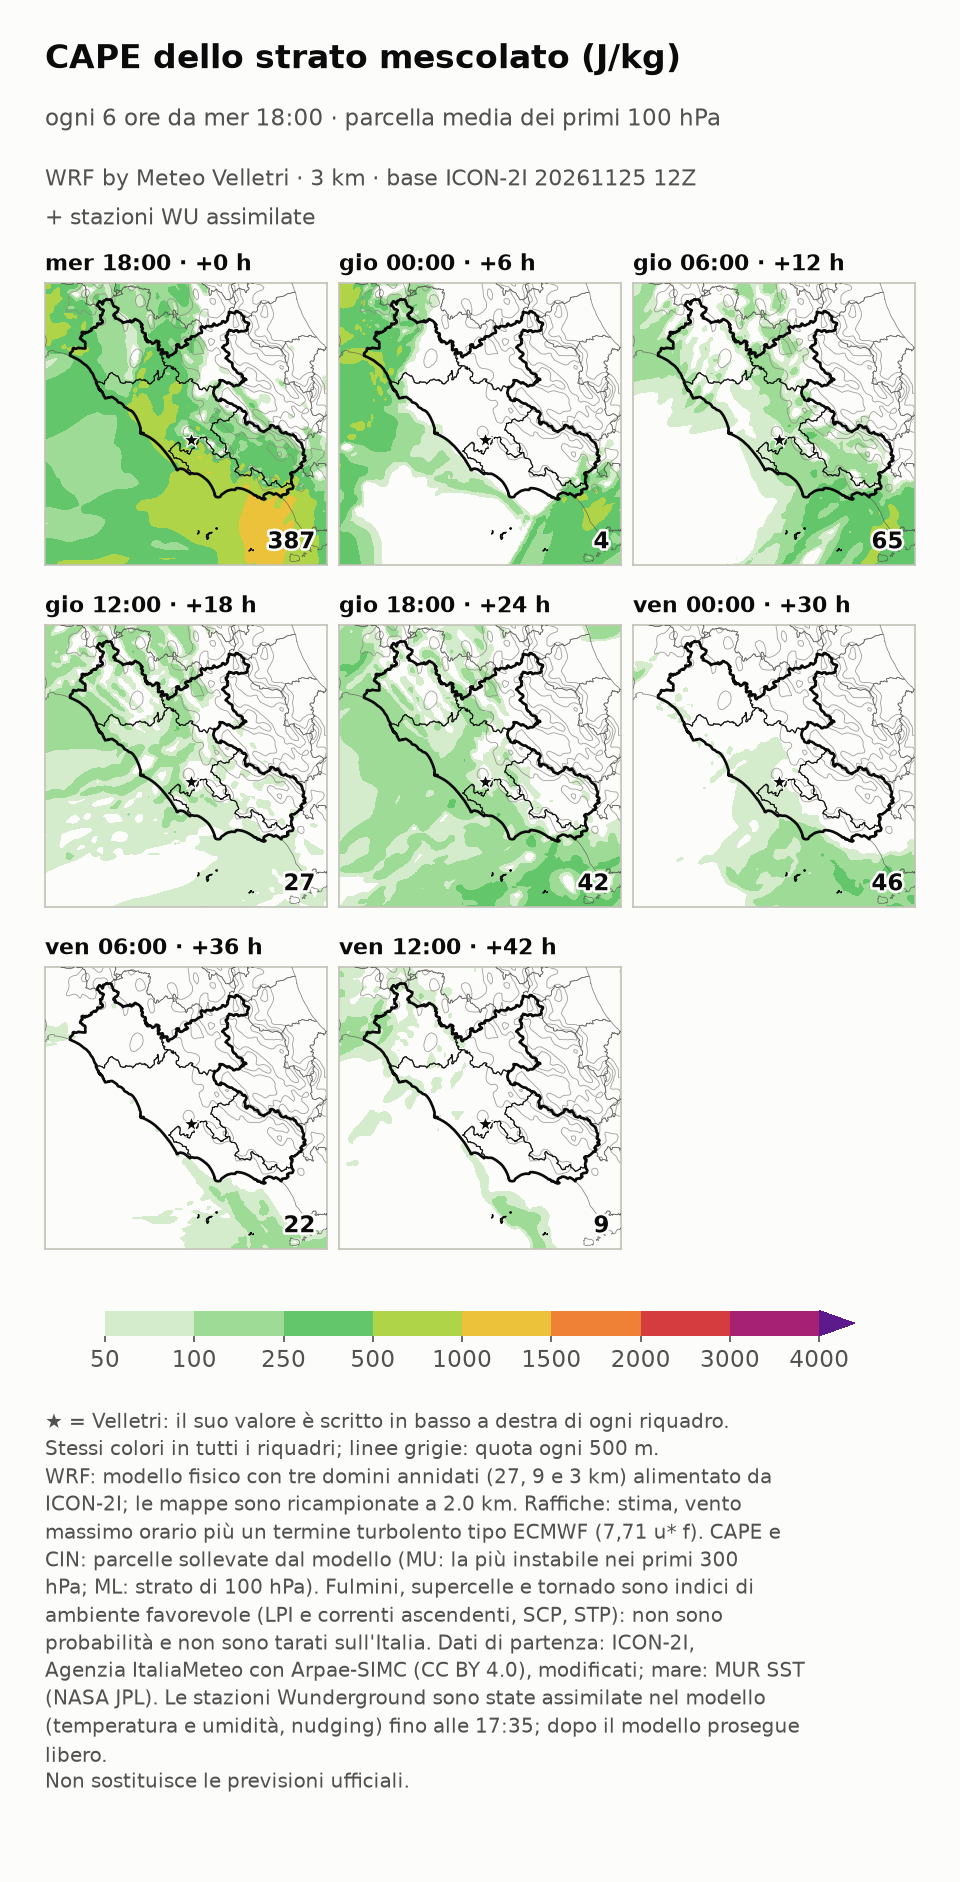 CAPE dello strato mescolato (J/kg)
ogni 6 ore da mer 18:00 · parcella media dei primi 100 hPa
WRF by Meteo Velletri · 3 km · base ICON-2I 20261125 12Z
+ stazioni WU assimilate
mer 18:00 · +0 h
387
gio 00:00 · +6 h
4
gio 06:00 · +12 h
65
gio 12:00 · +18 h
27
gio 18:00 · +24 h
42
ven 00:00 · +30 h
46
ven 06:00 · +36 h
22
ven 12:00 · +42 h
9
50 100 250 500 1000 1500 2000 3000 4000
★ = Velletri: il suo valore è scritto in basso a destra di ogni riquadro.
Stessi colori in tutti i riquadri; linee grigie: quota ogni 500 m.
WRF: modello fisico con tre domini annidati (27, 9 e 3 km) alimentato da
ICON-2I; le mappe sono ricampionate a 2.0 km. Raffiche: stima, vento
massimo orario più un termine turbolento tipo ECMWF (7,71 u* f). CAPE e
CIN: parcelle sollevate dal modello (MU: la più instabile nei primi 300
hPa; ML: strato di 100 hPa). Fulmini, supercelle e tornado sono indici di
ambiente favorevole (LPI e correnti ascendenti, SCP, STP): non sono
probabilità e non sono tarati sull'Italia. Dati di partenza: ICON-2I,
Agenzia ItaliaMeteo con Arpae-SIMC (CC BY 4.0), modificati; mare: MUR SST
(NASA JPL). Le stazioni Wunderground sono state assimilate nel modello
(temperatura e umidità, nudging) fino alle 17:35; dopo il modello prosegue
libero.
Non sostituisce le previsioni ufficiali.